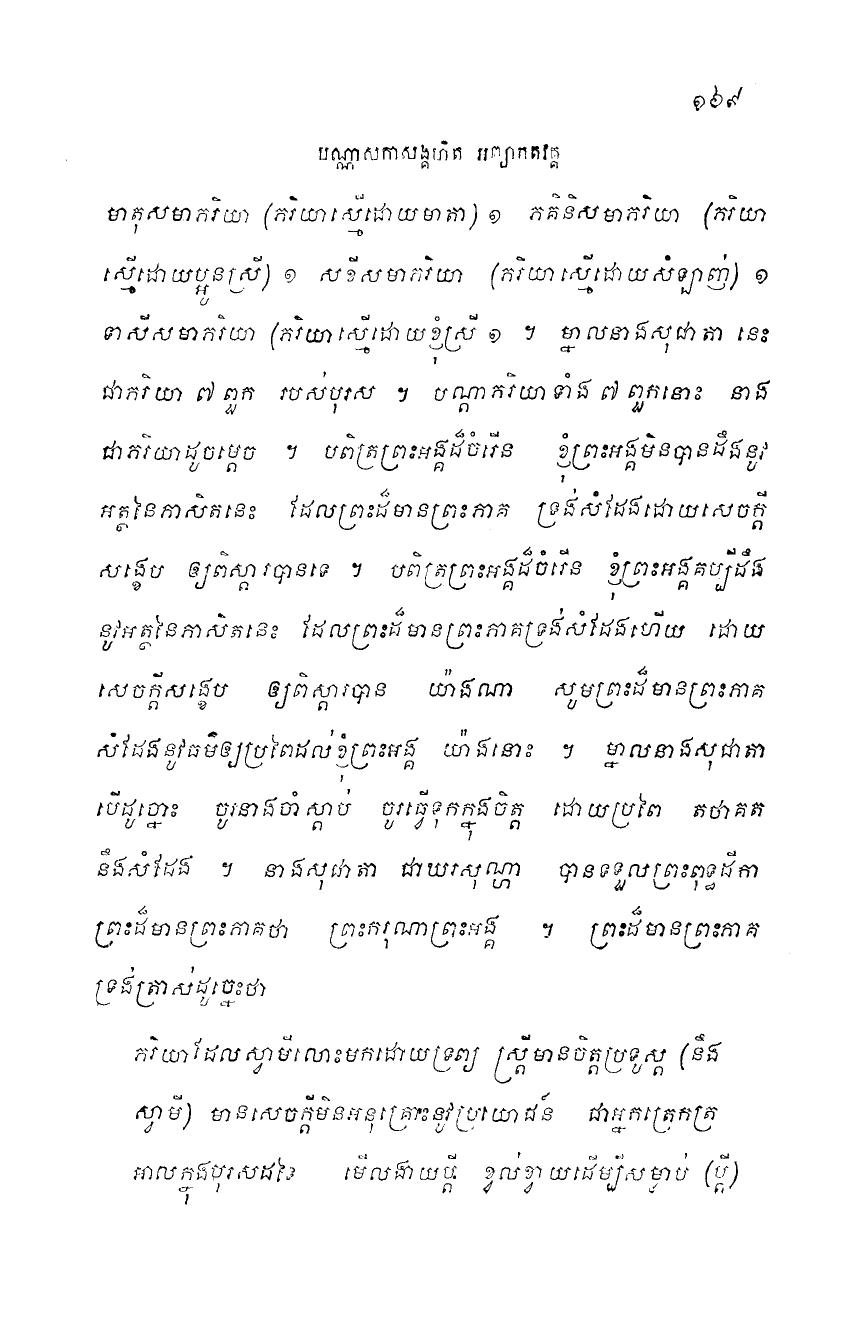 ១៦៩
បណ្ណាសកាសង្គហិត អព្យាកតវគ្គ
មាតុសមាភរិយា (ភរិយាស្មើដោយមាតា) ១ ភគិនិសមាភរិយា (ភរិយា
ស្មើដោយប្អូនស្រី) ១ សខីសមាភរិយា (ភរិយាស្មើដោយសំឡាញ់) ១
ទាសីសមាភរិយា (ភរិយាស្មើដោយខ្ញុំស្រី ១ ។ ម្នាលនាងសុជាតា នេះ
ជាភរិយា ៧ ពួក របស់បុរស ។ បណ្តាភរិយាទាំង ៧ ពួកនោះ នាង
ជាភរិយាដូចម្តេច ។ បពិត្រព្រះអង្គដ៏ចំរើន ខ្ញុំព្រះអង្គមិនបានដឹងនូវ
អត្ថនៃភាសិតនេះ ដែលព្រះដ៏មានព្រះភាគ ទ្រង់សំដែងដោយសេចក្តី
សង្ខេប ឲ្យពិស្តារបានទេ ។ បពិត្រព្រះអង្គដ៏ចំរើន ខ្ញុំព្រះអង្គគប្បីដឹង
នូវអត្ថនៃភាសិតនេះ ដែលព្រះដ៏មានព្រះភាគទ្រង់សំដែងហើយ ដោយ
សេចក្តីសង្ខេប ឲ្យពិស្តារបាន យ៉ាងណា សូមព្រះដ៏មានព្រះភាគ
សំដែងនូវធម៌ឲ្យប្រពៃដល់ខ្ញុំព្រះអង្គ យ៉ាងនោះ ។ ម្នាលនាងសុជាតា
បើដូច្នោះ ចូរនាងចាំស្តាប់ ចូរធ្វើទុកក្នុងចិត្ត ដោយប្រពៃ តថាគត
នឹងសំដែង ។ នាងសុជាតា ជាឃរសុណ្ហា បានទទួលព្រះពុទ្ធដីកា
ព្រះដ៏មានព្រះភាគថា ព្រះករុណាព្រះអង្គ ។ ព្រះដ៏មានព្រះភាគ
ទ្រង់ត្រាស់ដូច្នេះថា
ភរិយាដែលស្វាមីលោះមកដោយទ្រព្យ ស្ត្រីមានចិត្តប្រទូស្ត (នឹង
ស្វាមី) មានសេចក្តីមិនអនុគ្រោះនូវប្រយោជន៍ ជាអ្នកត្រេកត្រ
អាលក្នុងបុរសដទៃ មើលងាយប្តី ខ្វល់ខ្វាយដើម្បីសម្លាប់ (ប្តី)